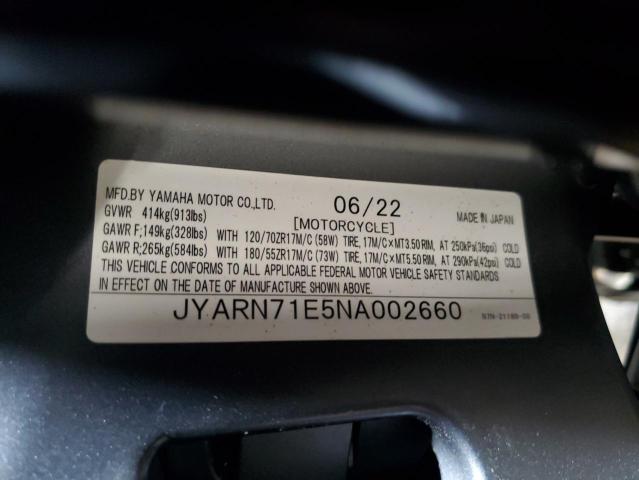 MFD.BY YAMAHA MOTOR CO.,LTD. 06/22 MADE IN JAPAN
GVWR 414kg(913lbs) [MOTORCYCLE]
GAWR F;149kg(328lbs) WITH 120/70ZR17M/C (58W) TIRE, 17M/C×MT3.50 RIM, AT 250kPa(36psi) COLD
GAWR R;265kg(584lbs) WITH 180/55ZR17M/C (73W) TIRE, 17M/C×MT5.50 RIM, AT 290kPa(42psi) COLD
THIS VEHICLE CONFORMS TO ALL APPLICABLE FEDERAL MOTOR VEHICLE SAFETY STANDARDS
IN EFFECT ON THE DATE OF MANUFACTURE SHOWN ABOVE.
JYARN71E5NA002660